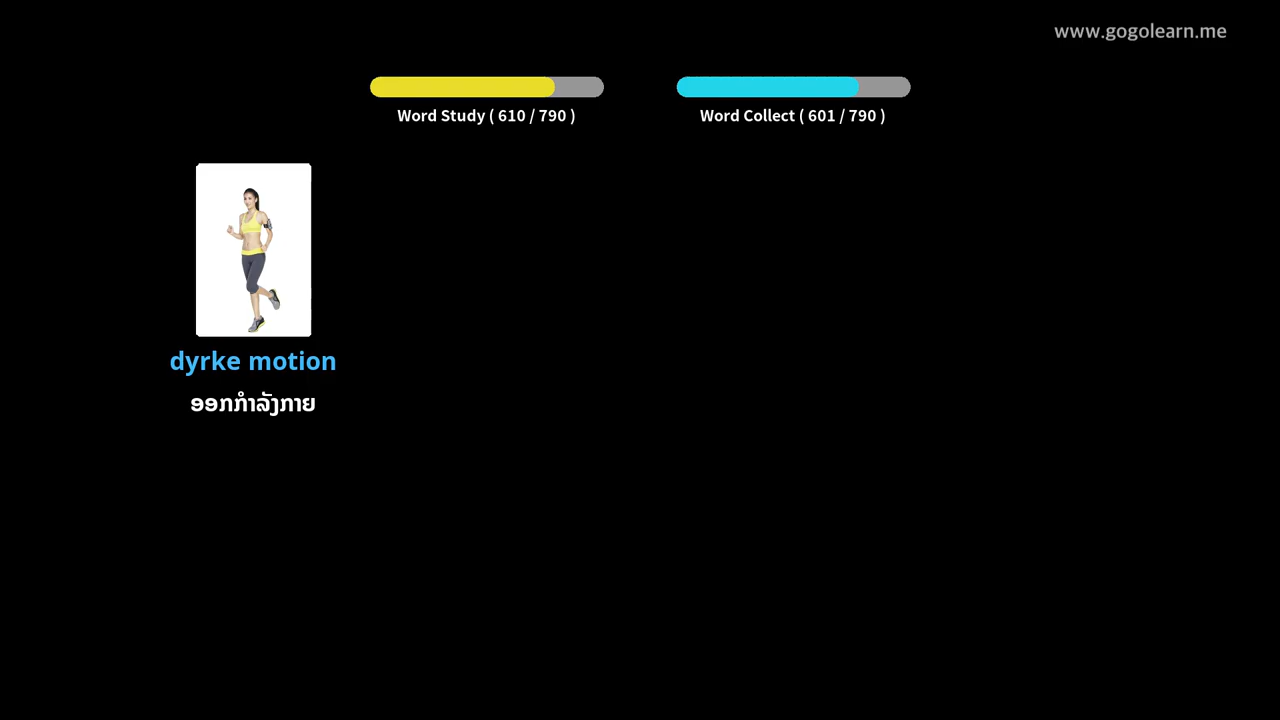 www.gogolearn.me
Word Study ( 610 / 790 )
Word Collect ( 601 / 790 )
dyrke motion
ອອກກຳລັງກາຍ